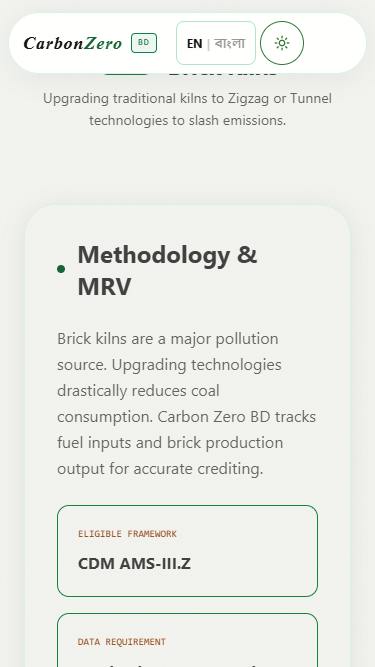 CarbonZero BD EN | বাংলা
Upgrading traditional kilns to Zigzag or Tunnel
technologies to slash emissions.
Methodology &
MRV
Brick kilns are a major pollution
source. Upgrading technologies
drastically reduces coal
consumption. Carbon Zero BD tracks
fuel inputs and brick production
output for accurate crediting.
ELIGIBLE FRAMEWORK
CDM AMS-III.Z
DATA REQUIREMENT